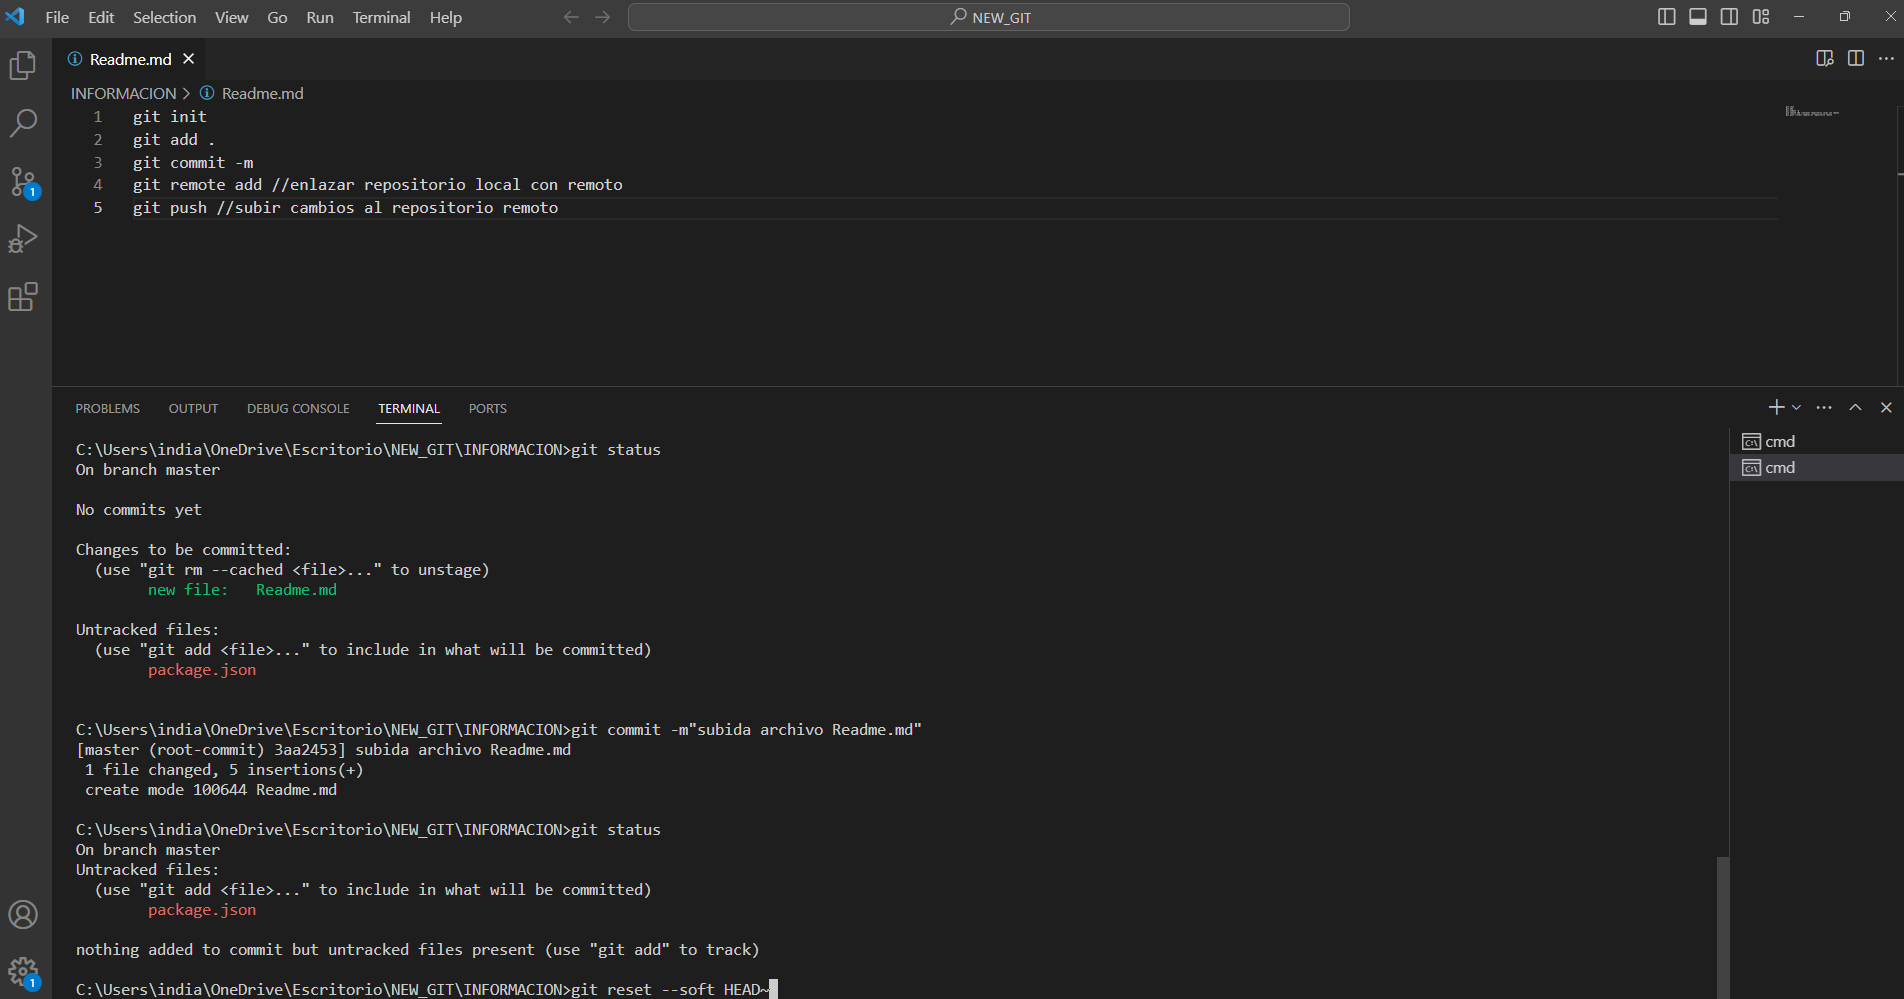 File Edit Selection View Go Run Terminal Help NEW_GIT
Readme.md
INFORMACION > Readme.md
1 git init
2 git add .
3 git commit -m
4 git remote add //enlazar repositorio local con remoto
5 git push //subir cambios al repositorio remoto
1
PROBLEMS OUTPUT DEBUG CONSOLE TERMINAL PORTS
cmd
cmd
C:\Users\india\OneDrive\Escritorio\NEW_GIT\INFORMACION>git status
On branch master
No commits yet
Changes to be committed:
(use "git rm --cached <file>..." to unstage)
new file: Readme.md
Untracked files:
(use "git add <file>..." to include in what will be committed)
package.json
C:\Users\india\OneDrive\Escritorio\NEW_GIT\INFORMACION>git commit -m"subida archivo Readme.md"
[master (root-commit) 3aa2453] subida archivo Readme.md
1 file changed, 5 insertions(+)
create mode 100644 Readme.md
C:\Users\india\OneDrive\Escritorio\NEW_GIT\INFORMACION>git status
On branch master
Untracked files:
(use "git add <file>..." to include in what will be committed)
package.json
nothing added to commit but untracked files present (use "git add" to track)
1
C:\Users\india\OneDrive\Escritorio\NEW_GIT\INFORMACION>git reset --soft HEAD~